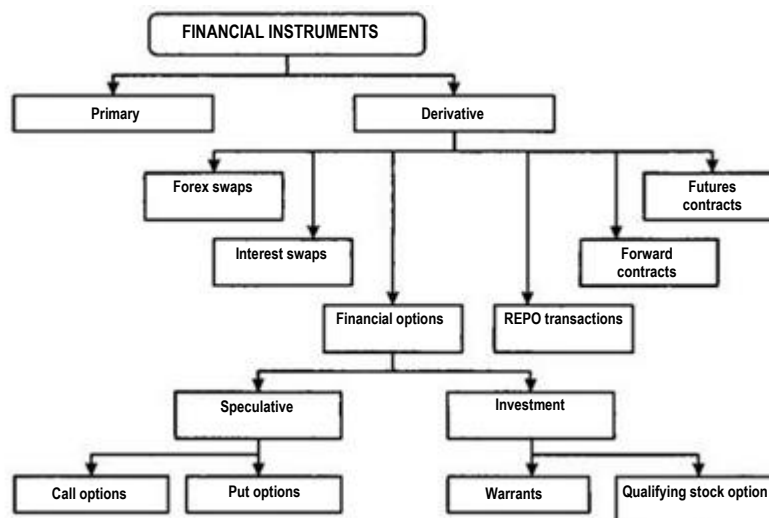 FINANCIAL INSTRUMENTS
Primary
Derivative
Forex swaps
Futures
contracts
Interest swaps
Forward
contracts
Financial options
REPO transactions
Speculative
Investment
Call options
Put options
Warrants
Qualifying stock option